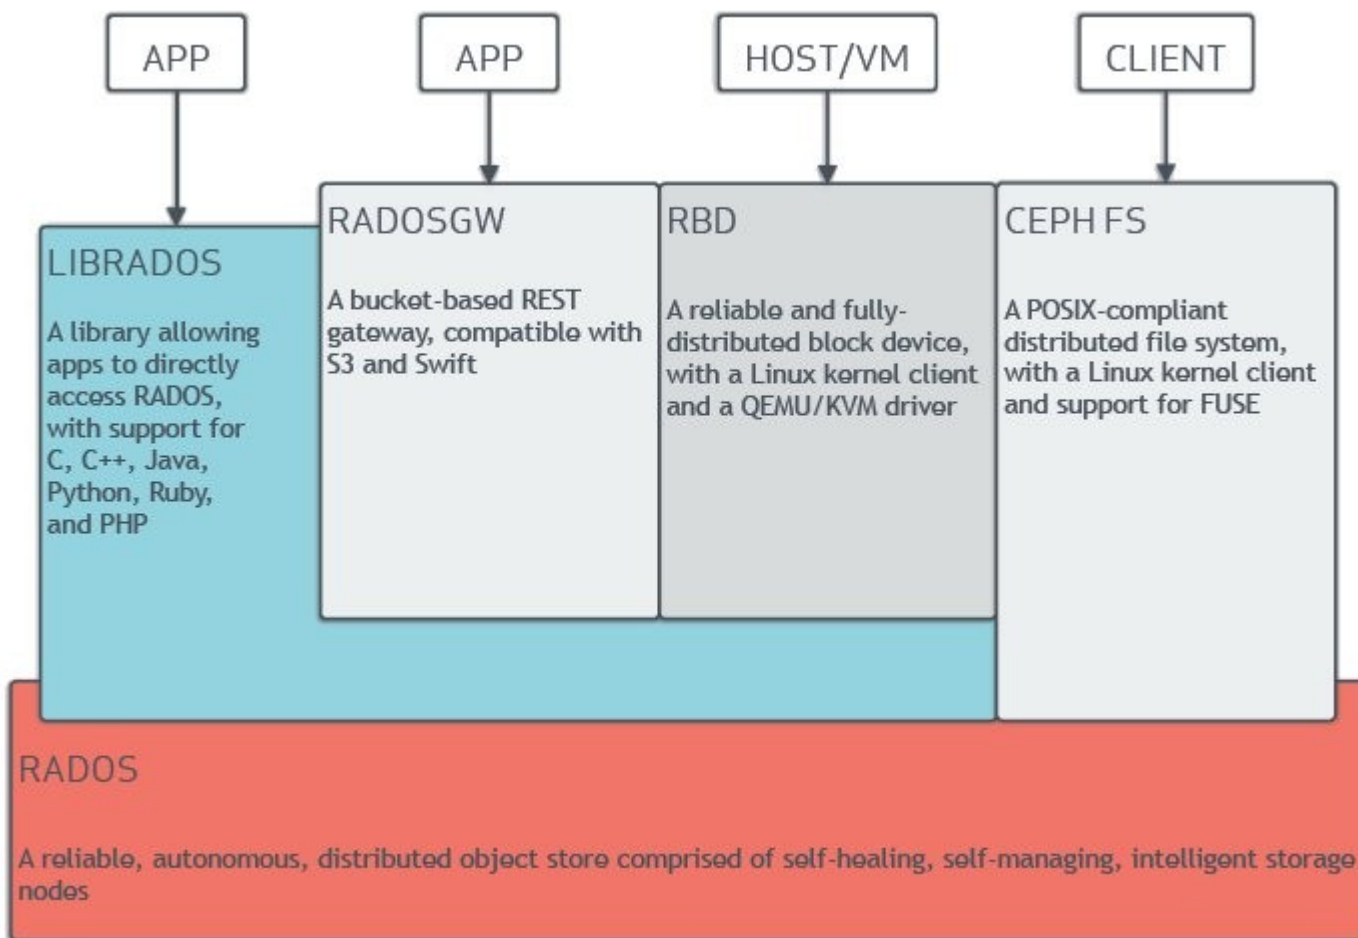 APP
APP
HOST/VM
CLIENT
LIBRADOS
A library allowing
apps to directly
access RADOS,
with support for
C, C++, Java,
Python, Ruby,
and PHP
RADOSGW
A bucket-based REST
gateway, compatible with
S3 and Swift
RBD
A reliable and fully-
distributed block device,
with a Linux kernel client
and a QEMU/KVM driver
CEPH FS
A POSIX-compliant
distributed file system,
with a Linux kernel client
and support for FUSE
RADOS
A reliable, autonomous, distributed object store comprised of self-healing, self-managing, intelligent storage
nodes